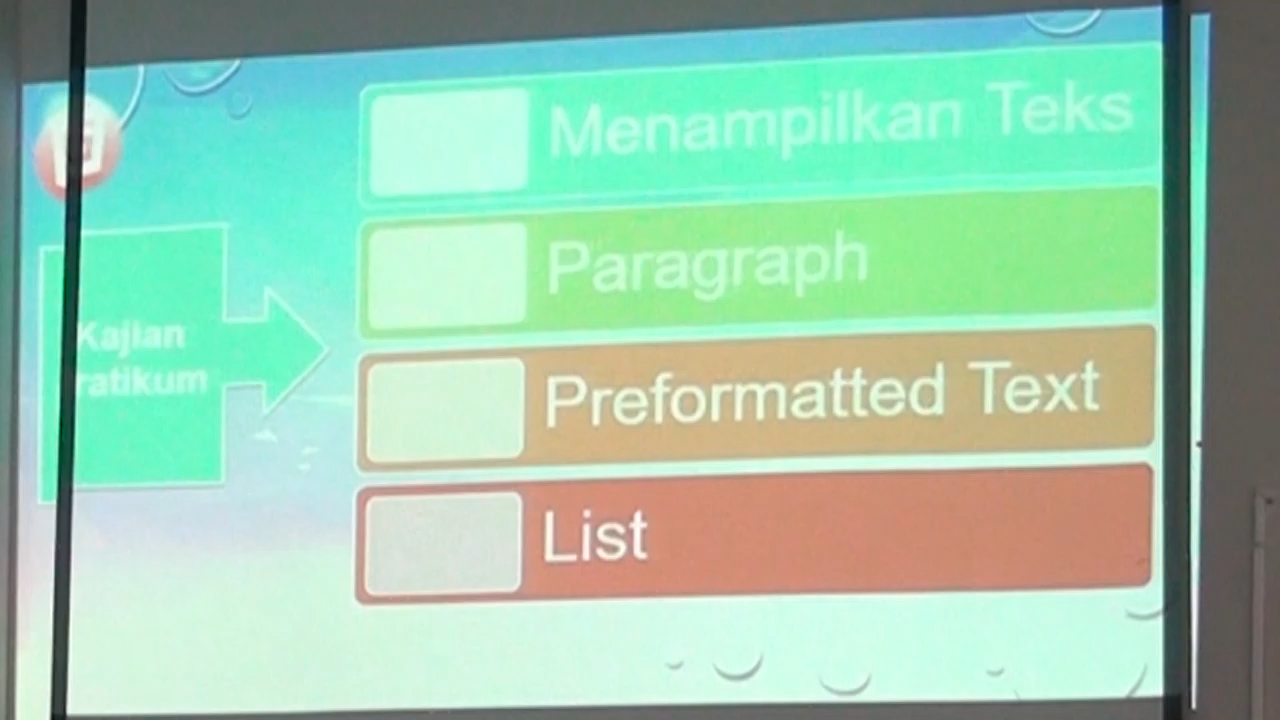 Menampilkan Teks
Paragraph
Kajian
ratikum
Preformatted Text
List